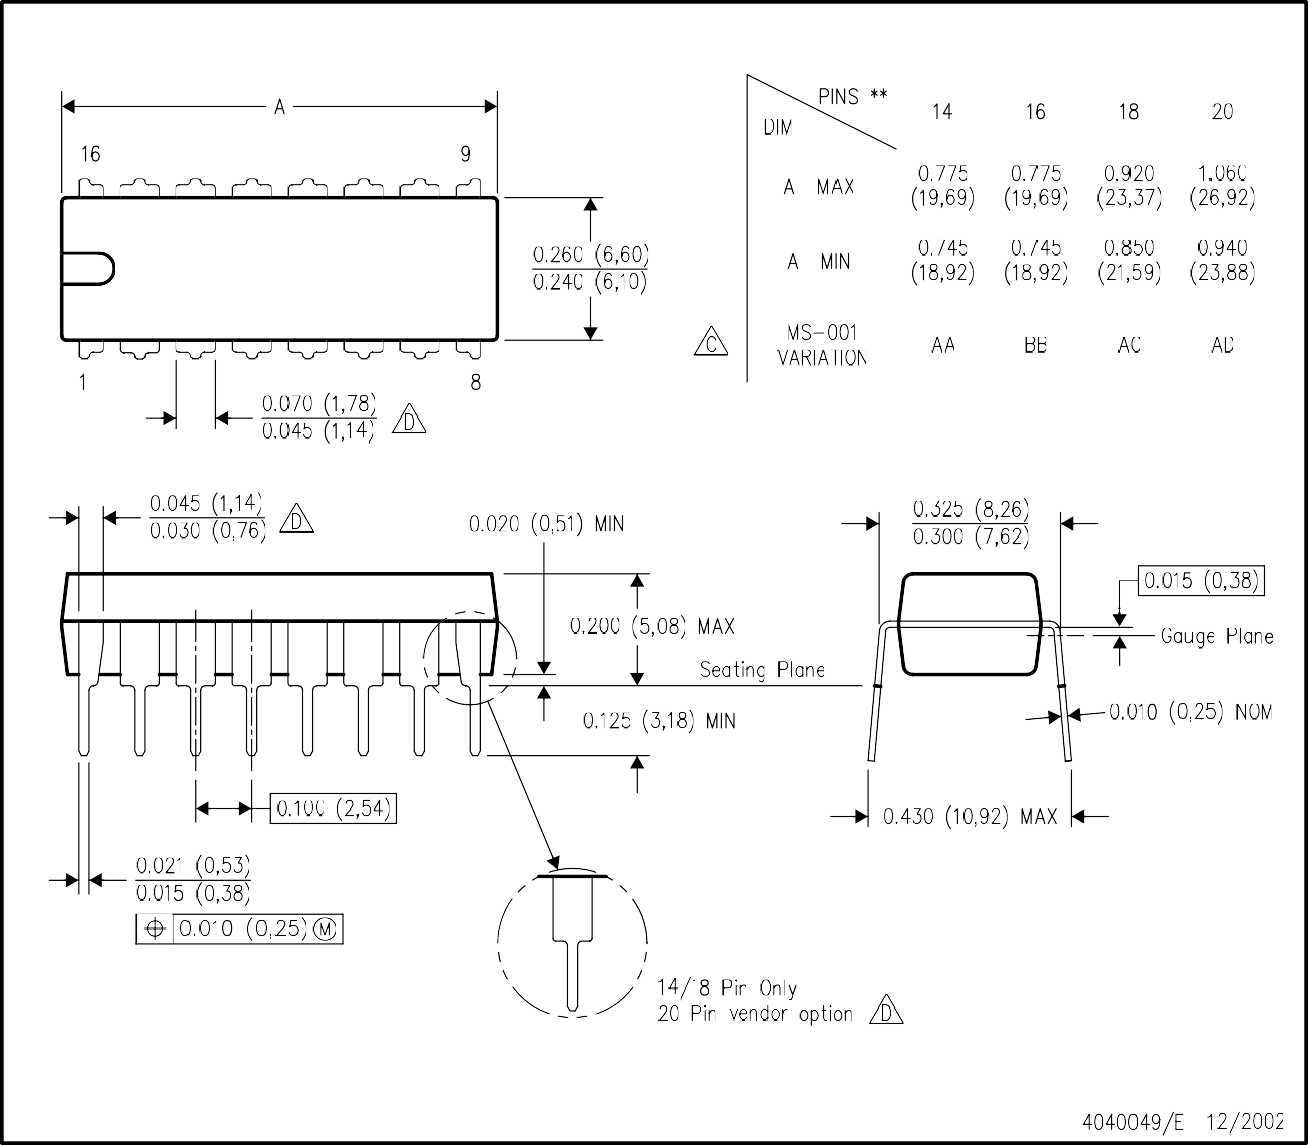 A
16 9
0.260 (6,60)
0.240 (6,10)
1 8
0.070 (1,78)
0.045 (1,14)
D
PINS **
DIM
14 16 18 20
A MAX
0.775 0.775 0.920 1.060
(19,69) (19,69) (23,37) (26,92)
A MIN
0.745 0.745 0.850 0.940
(18,92) (18,92) (21,59) (23,88)
C
MS-001
VARIATION
AA BB AC AD
0.045 (1,14)
0.030 (0,76)
D
0.020 (0,51) MIN
0.200 (5,08) MAX
Seating Plane
0.125 (3,18) MIN
0.100 (2,54)
0.021 (0,53)
0.015 (0,38)
0.010 (0,25) M
0.325 (8,26)
0.300 (7,62)
0.015 (0,38)
Gauge Plane
0.010 (0,25) NOM
0.430 (10,92) MAX
14/18 Pin Only
20 Pin vendor option
D
4040049/E 12/2002